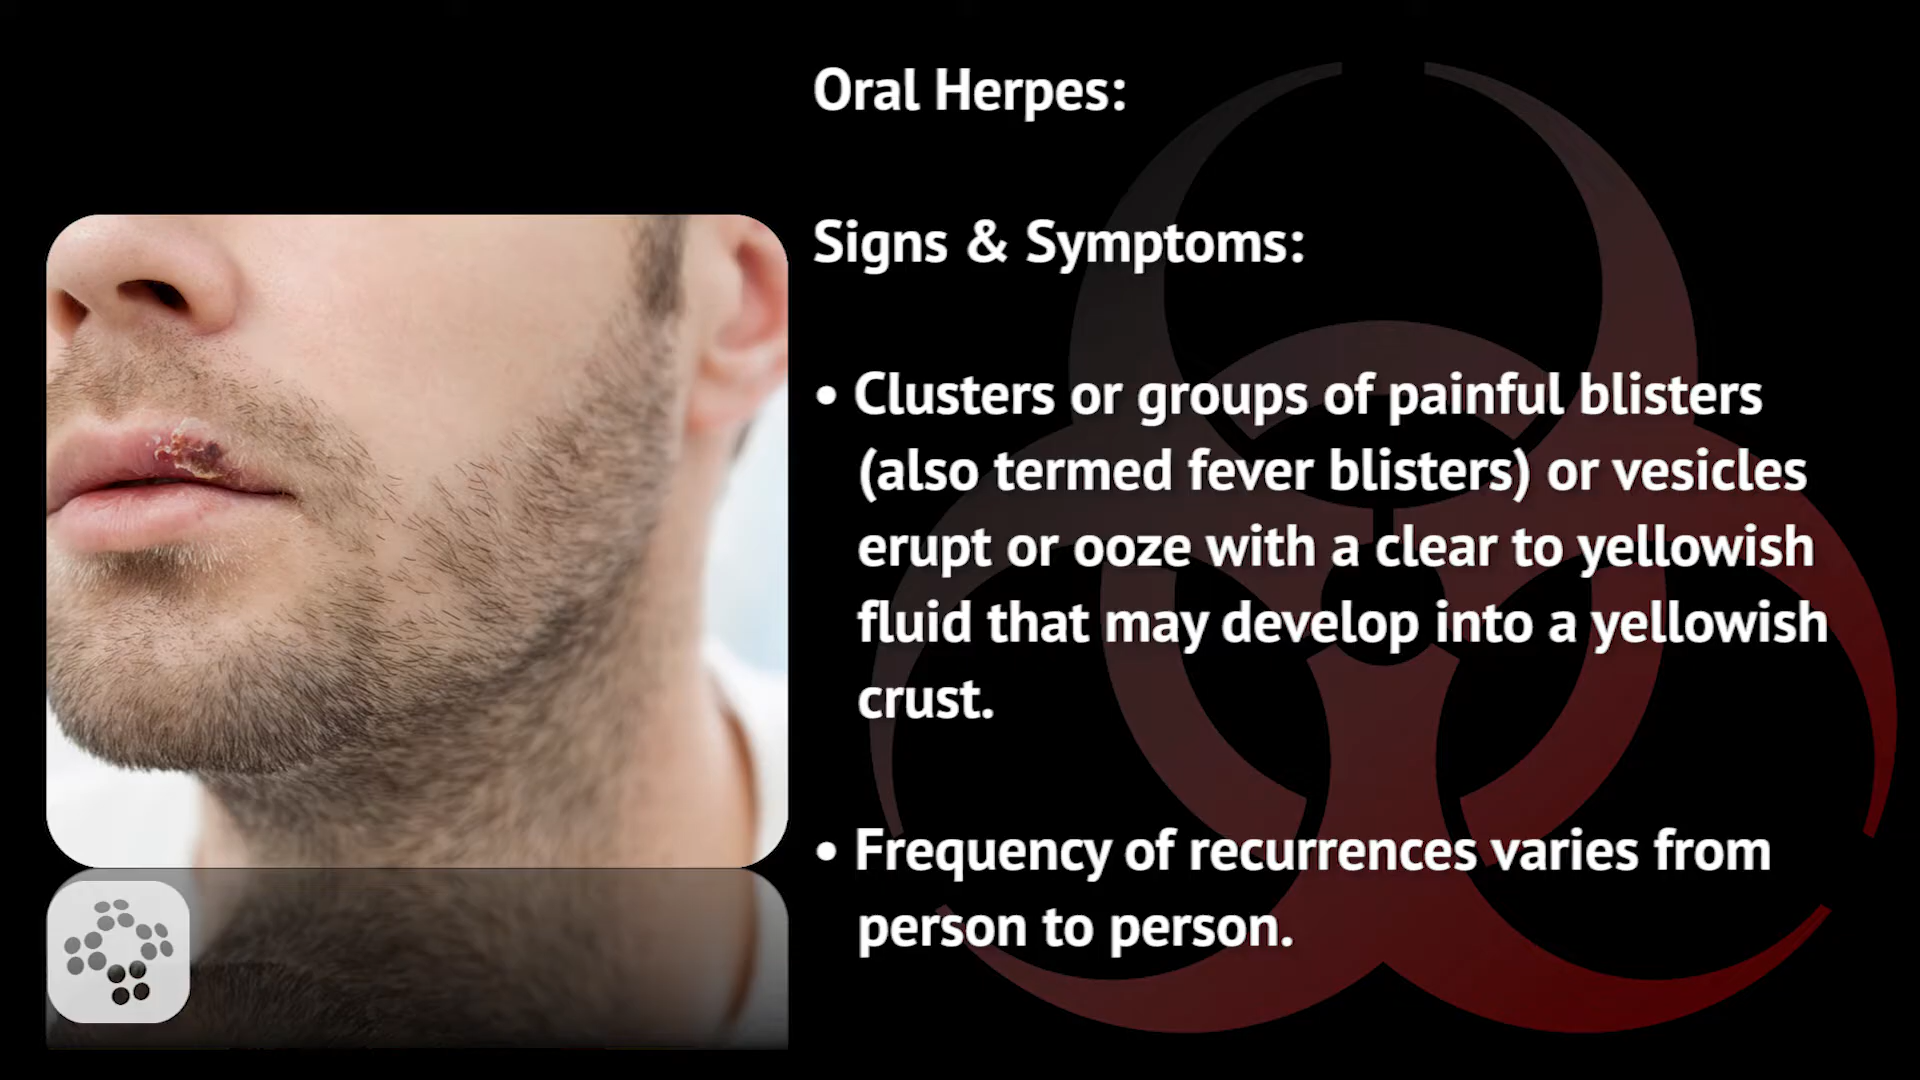 Oral Herpes:
Signs & Symptoms:
• Clusters or groups of painful blisters
(also termed fever blisters) or vesicles
erupt or ooze with a clear to yellowish
fluid that may develop into a yellowish
crust.
• Frequency of recurrences varies from
person to person.